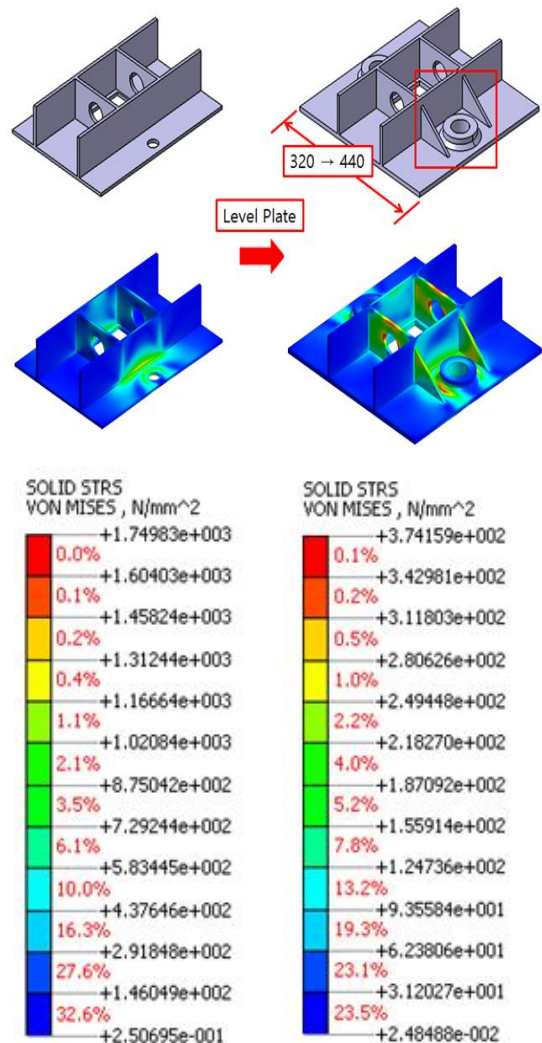 320 → 440
Level Plate
SOLID STRS
VON MISES , N/mm^2
+1.74983e+003
0.0%
+1.60403e+003
0.1%
+1.45824e+003
0.2%
+1.31244e+003
0.4%
+1.16664e+003
1.1%
+1.02084e+003
2.1%
+8.75042e+002
3.5%
+7.29244e+002
6.1%
+5.83445e+002
10.0%
+4.37646e+002
16.3%
+2.91848e+002
27.6%
+1.46049e+002
32.6%
+2.50695e-001
SOLID STRS
VON MISES , N/mm^2
+3.74159e+002
0.1%
+3.42981e+002
0.2%
+3.11803e+002
0.5%
+2.80626e+002
1.0%
+2.49448e+002
2.2%
+2.18270e+002
4.0%
+1.87092e+002
5.2%
+1.55914e+002
7.8%
+1.24736e+002
13.2%
+9.35584e+001
19.3%
+6.23806e+001
23.1%
+3.12027e+001
23.5%
+2.48488e-002